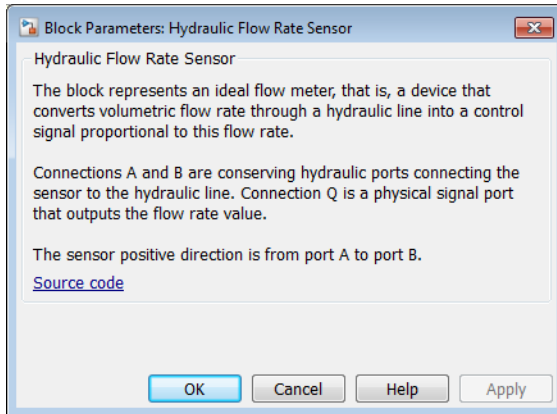 Block Parameters: Hydraulic Flow Rate Sensor
Hydraulic Flow Rate Sensor
The block represents an ideal flow meter, that is, a device that
converts volumetric flow rate through a hydraulic line into a control
signal proportional to this flow rate.
Connections A and B are conserving hydraulic ports connecting the
sensor to the hydraulic line. Connection Q is a physical signal port
that outputs the flow rate value.
The sensor positive direction is from port A to port B.
Source code
OK Cancel Help Apply